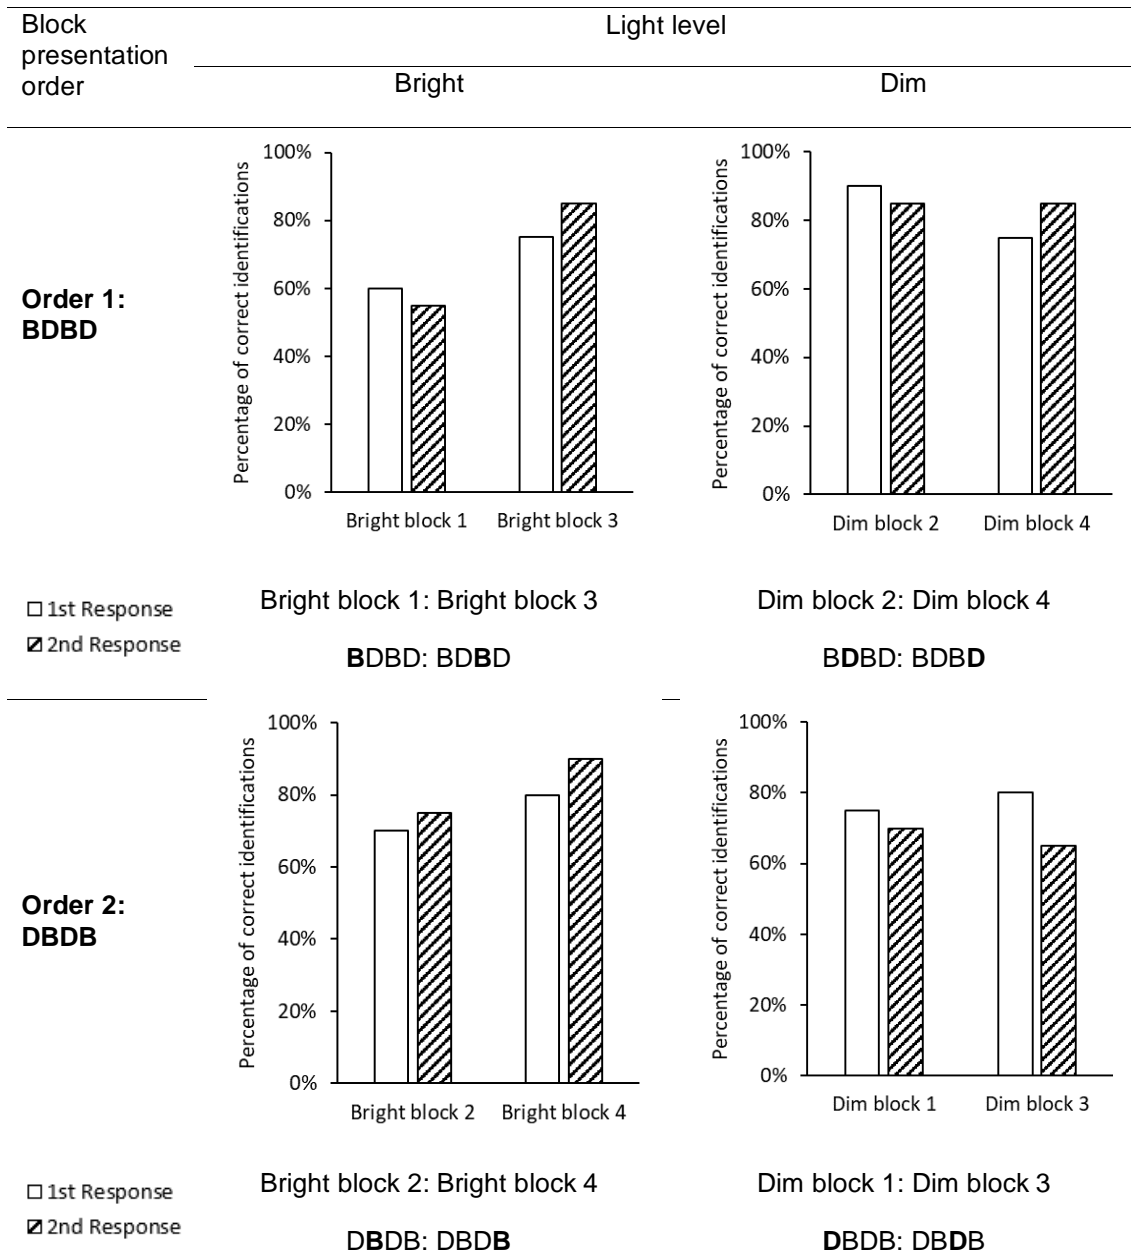 Block
presentation
order
Light level
Bright
Dim
Order 1:
BDBD
Percentage of correct identifications
100%
80%
60%
40%
20%
0%
Bright block 1
Bright block 3
Percentage of correct identifications
100%
80%
60%
40%
20%
0%
Dim block 2
Dim block 4
1st Response
2nd Response
Bright block 1: Bright block 3
BDBD: BDBD
Dim block 2: Dim block 4
BDBD: BDBD
Order 2:
DBDB
Percentage of correct identifications
100%
80%
60%
40%
20%
0%
Bright block 2
Bright block 4
Percentage of correct identifications
100%
80%
60%
40%
20%
0%
Dim block 1
Dim block 3
1st Response
2nd Response
Bright block 2: Bright block 4
DBDB: DBDB
Dim block 1: Dim block 3
DBDB: DBDB